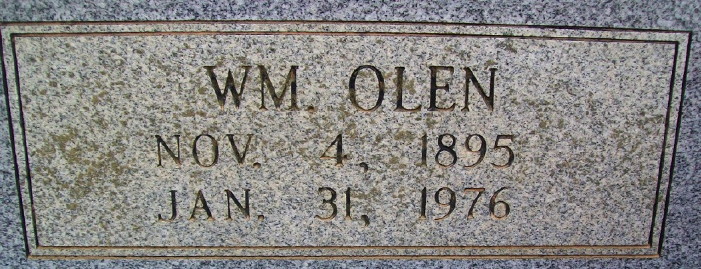 WM. OLEN
NOV. 4, 1895
JAN. 31, 1976